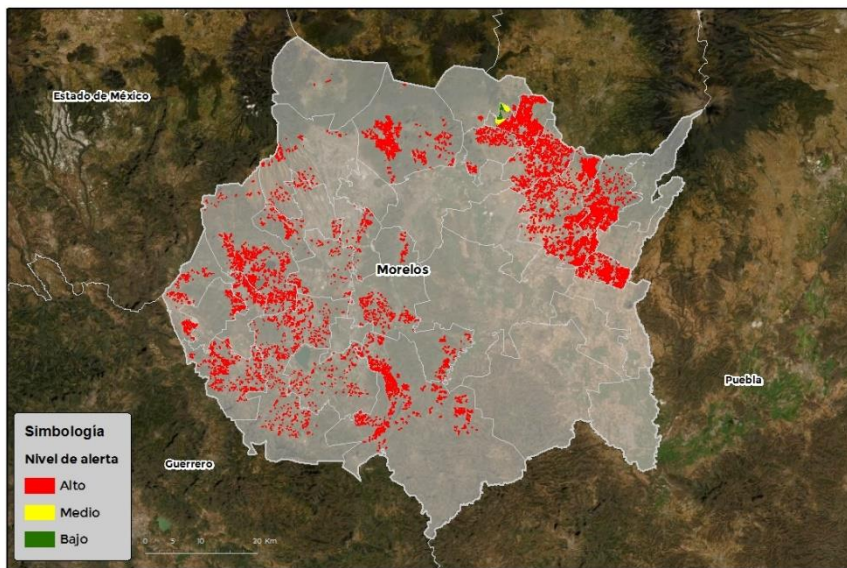 Estado de México
Morelos
Puebla
Guerrero
Simbología
Nivel de alerta
Alto
Medio
Bajo
0 5 10 20 Km